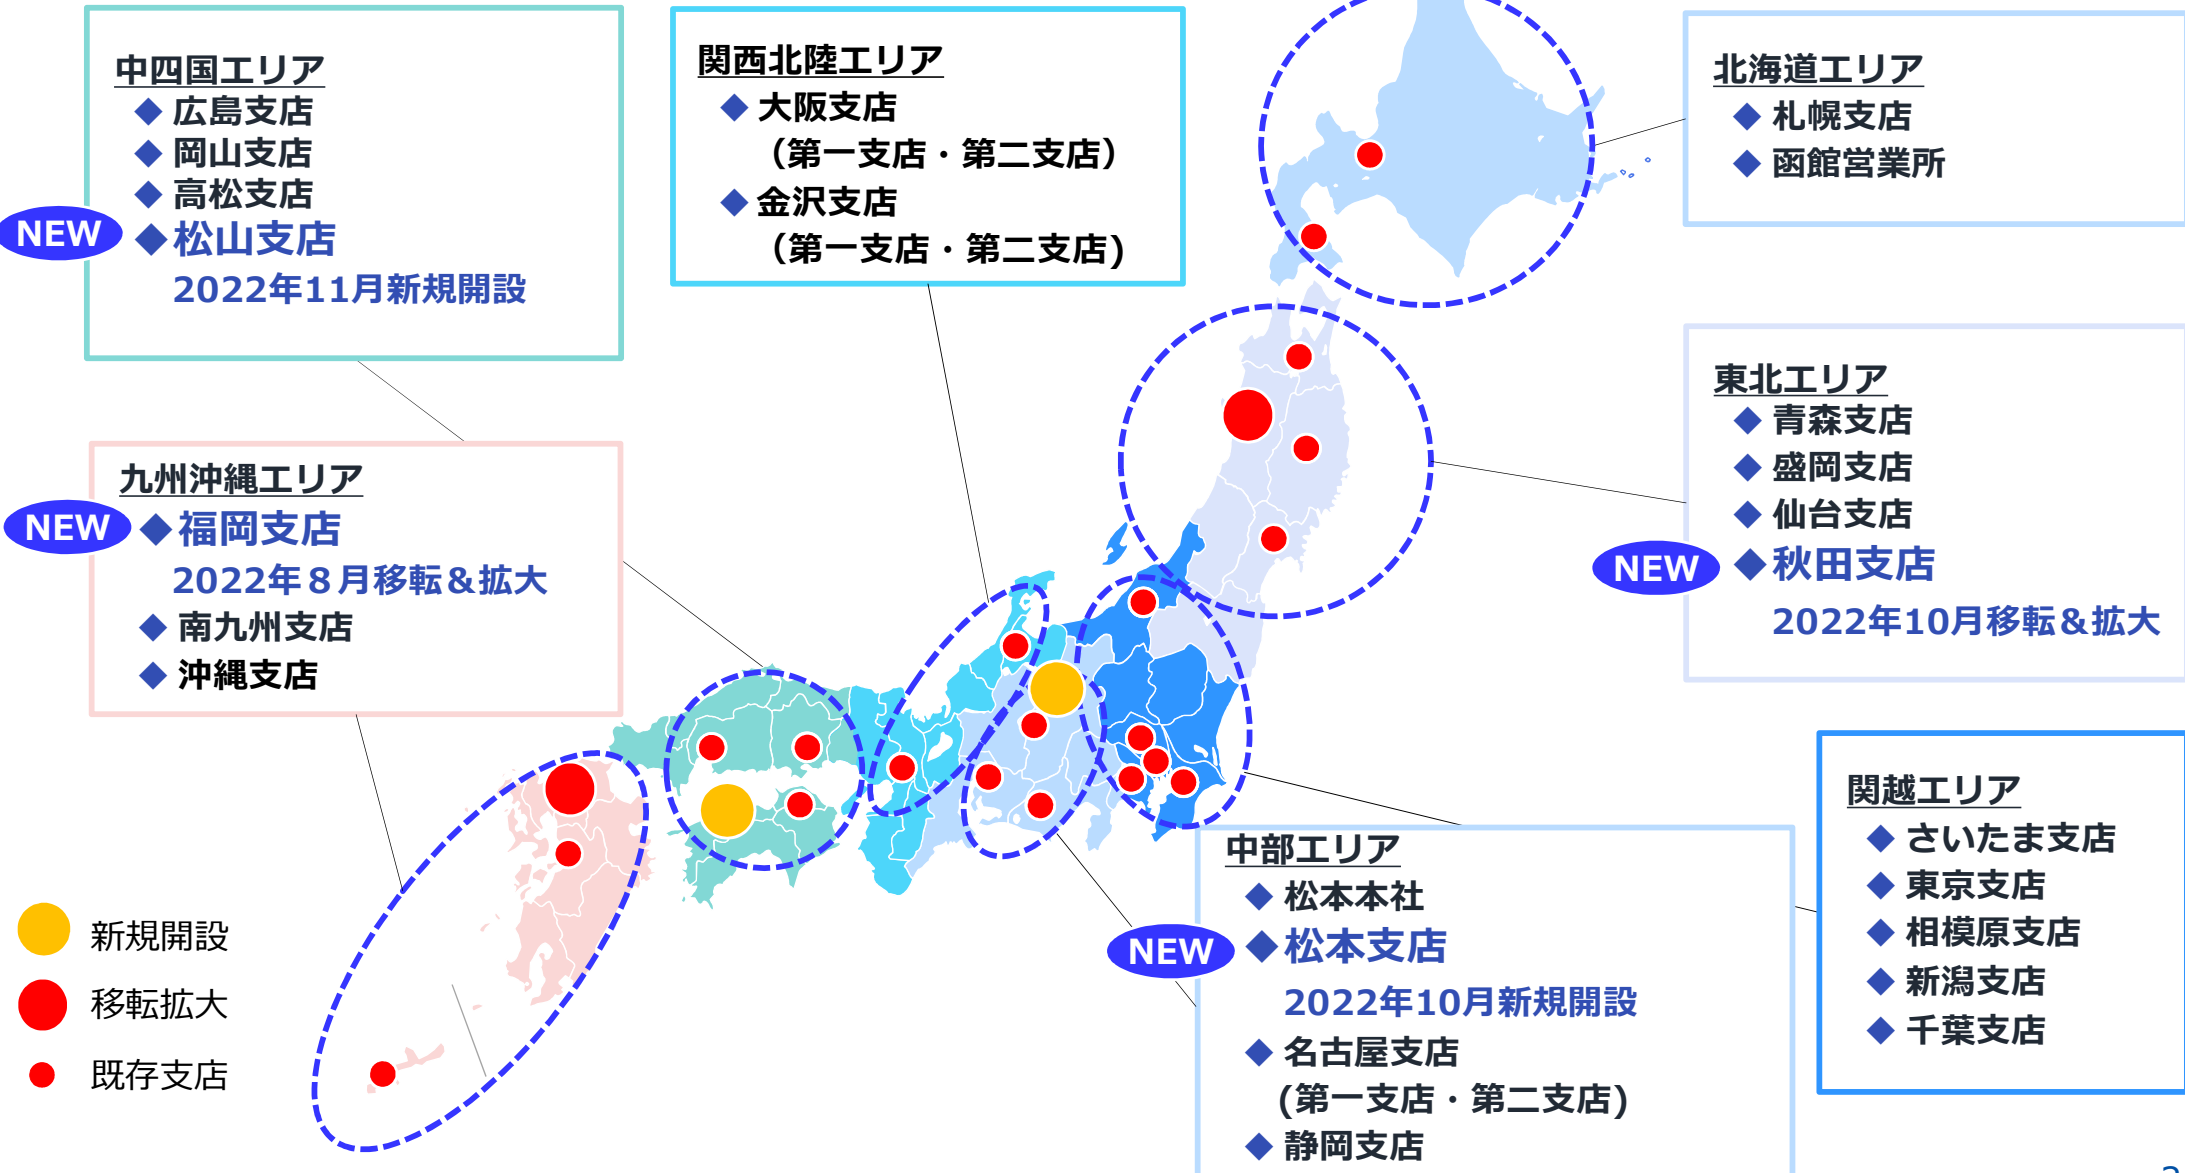 中四国エリア
◆ 広島支店
◆ 岡山支店
◆ 高松支店
NEW
◆ 松山支店
2022年11月新規開設
関西北陸エリア
◆ 大阪支店
（第一支店・第二支店）
◆ 金沢支店
（第一支店・第二支店)
北海道エリア
◆ 札幌支店
◆ 函館営業所
九州沖縄エリア
NEW
◆ 福岡支店
2022年８月移転＆拡大
◆ 南九州支店
◆ 沖縄支店
東北エリア
◆ 青森支店
◆ 盛岡支店
◆ 仙台支店
NEW
◆ 秋田支店
2022年10月移転＆拡大
関越エリア
◆ さいたま支店
◆ 東京支店
◆ 相模原支店
◆ 新潟支店
◆ 千葉支店
中部エリア
◆ 松本本社
NEW
◆ 松本支店
2022年10月新規開設
◆ 名古屋支店
(第一支店・第二支店)
◆ 静岡支店
新規開設
移転拡大
既存支店